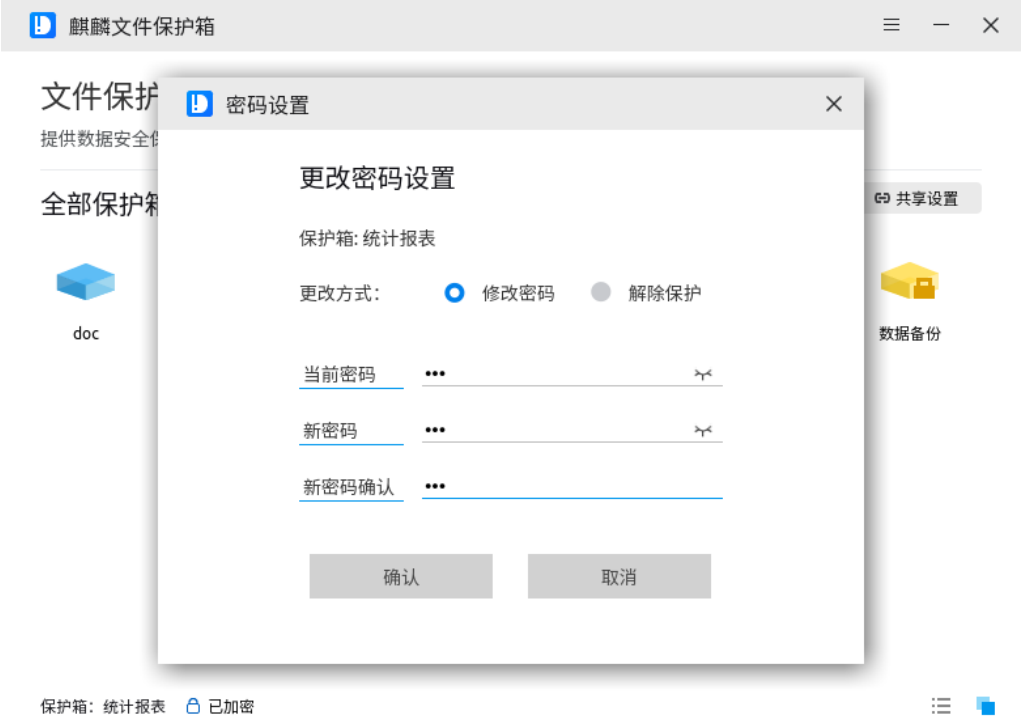 麒麟文件保护箱
文件保护
提供数据安全
密码设置
更改密码设置
保护箱: 统计报表
更改方式:
修改密码
解除保护
当前密码 •••
新密码 •••
新密码确认 •••
确认
取消
全部保护箱
共享设置
doc
数据备份
保护箱: 统计报表
已加密